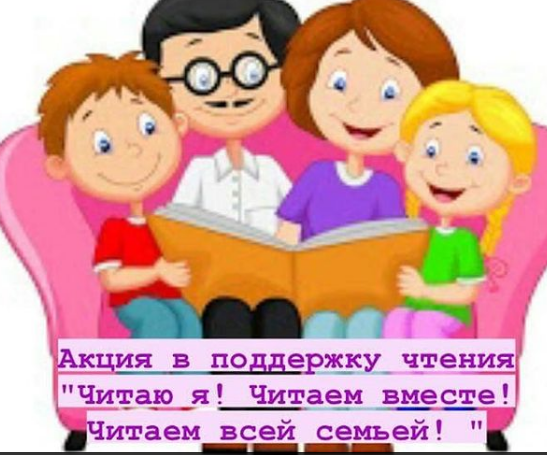 Акция в поддержку чтения
"Читаю я! Читаем вместе!
Читаем всей семьей! "